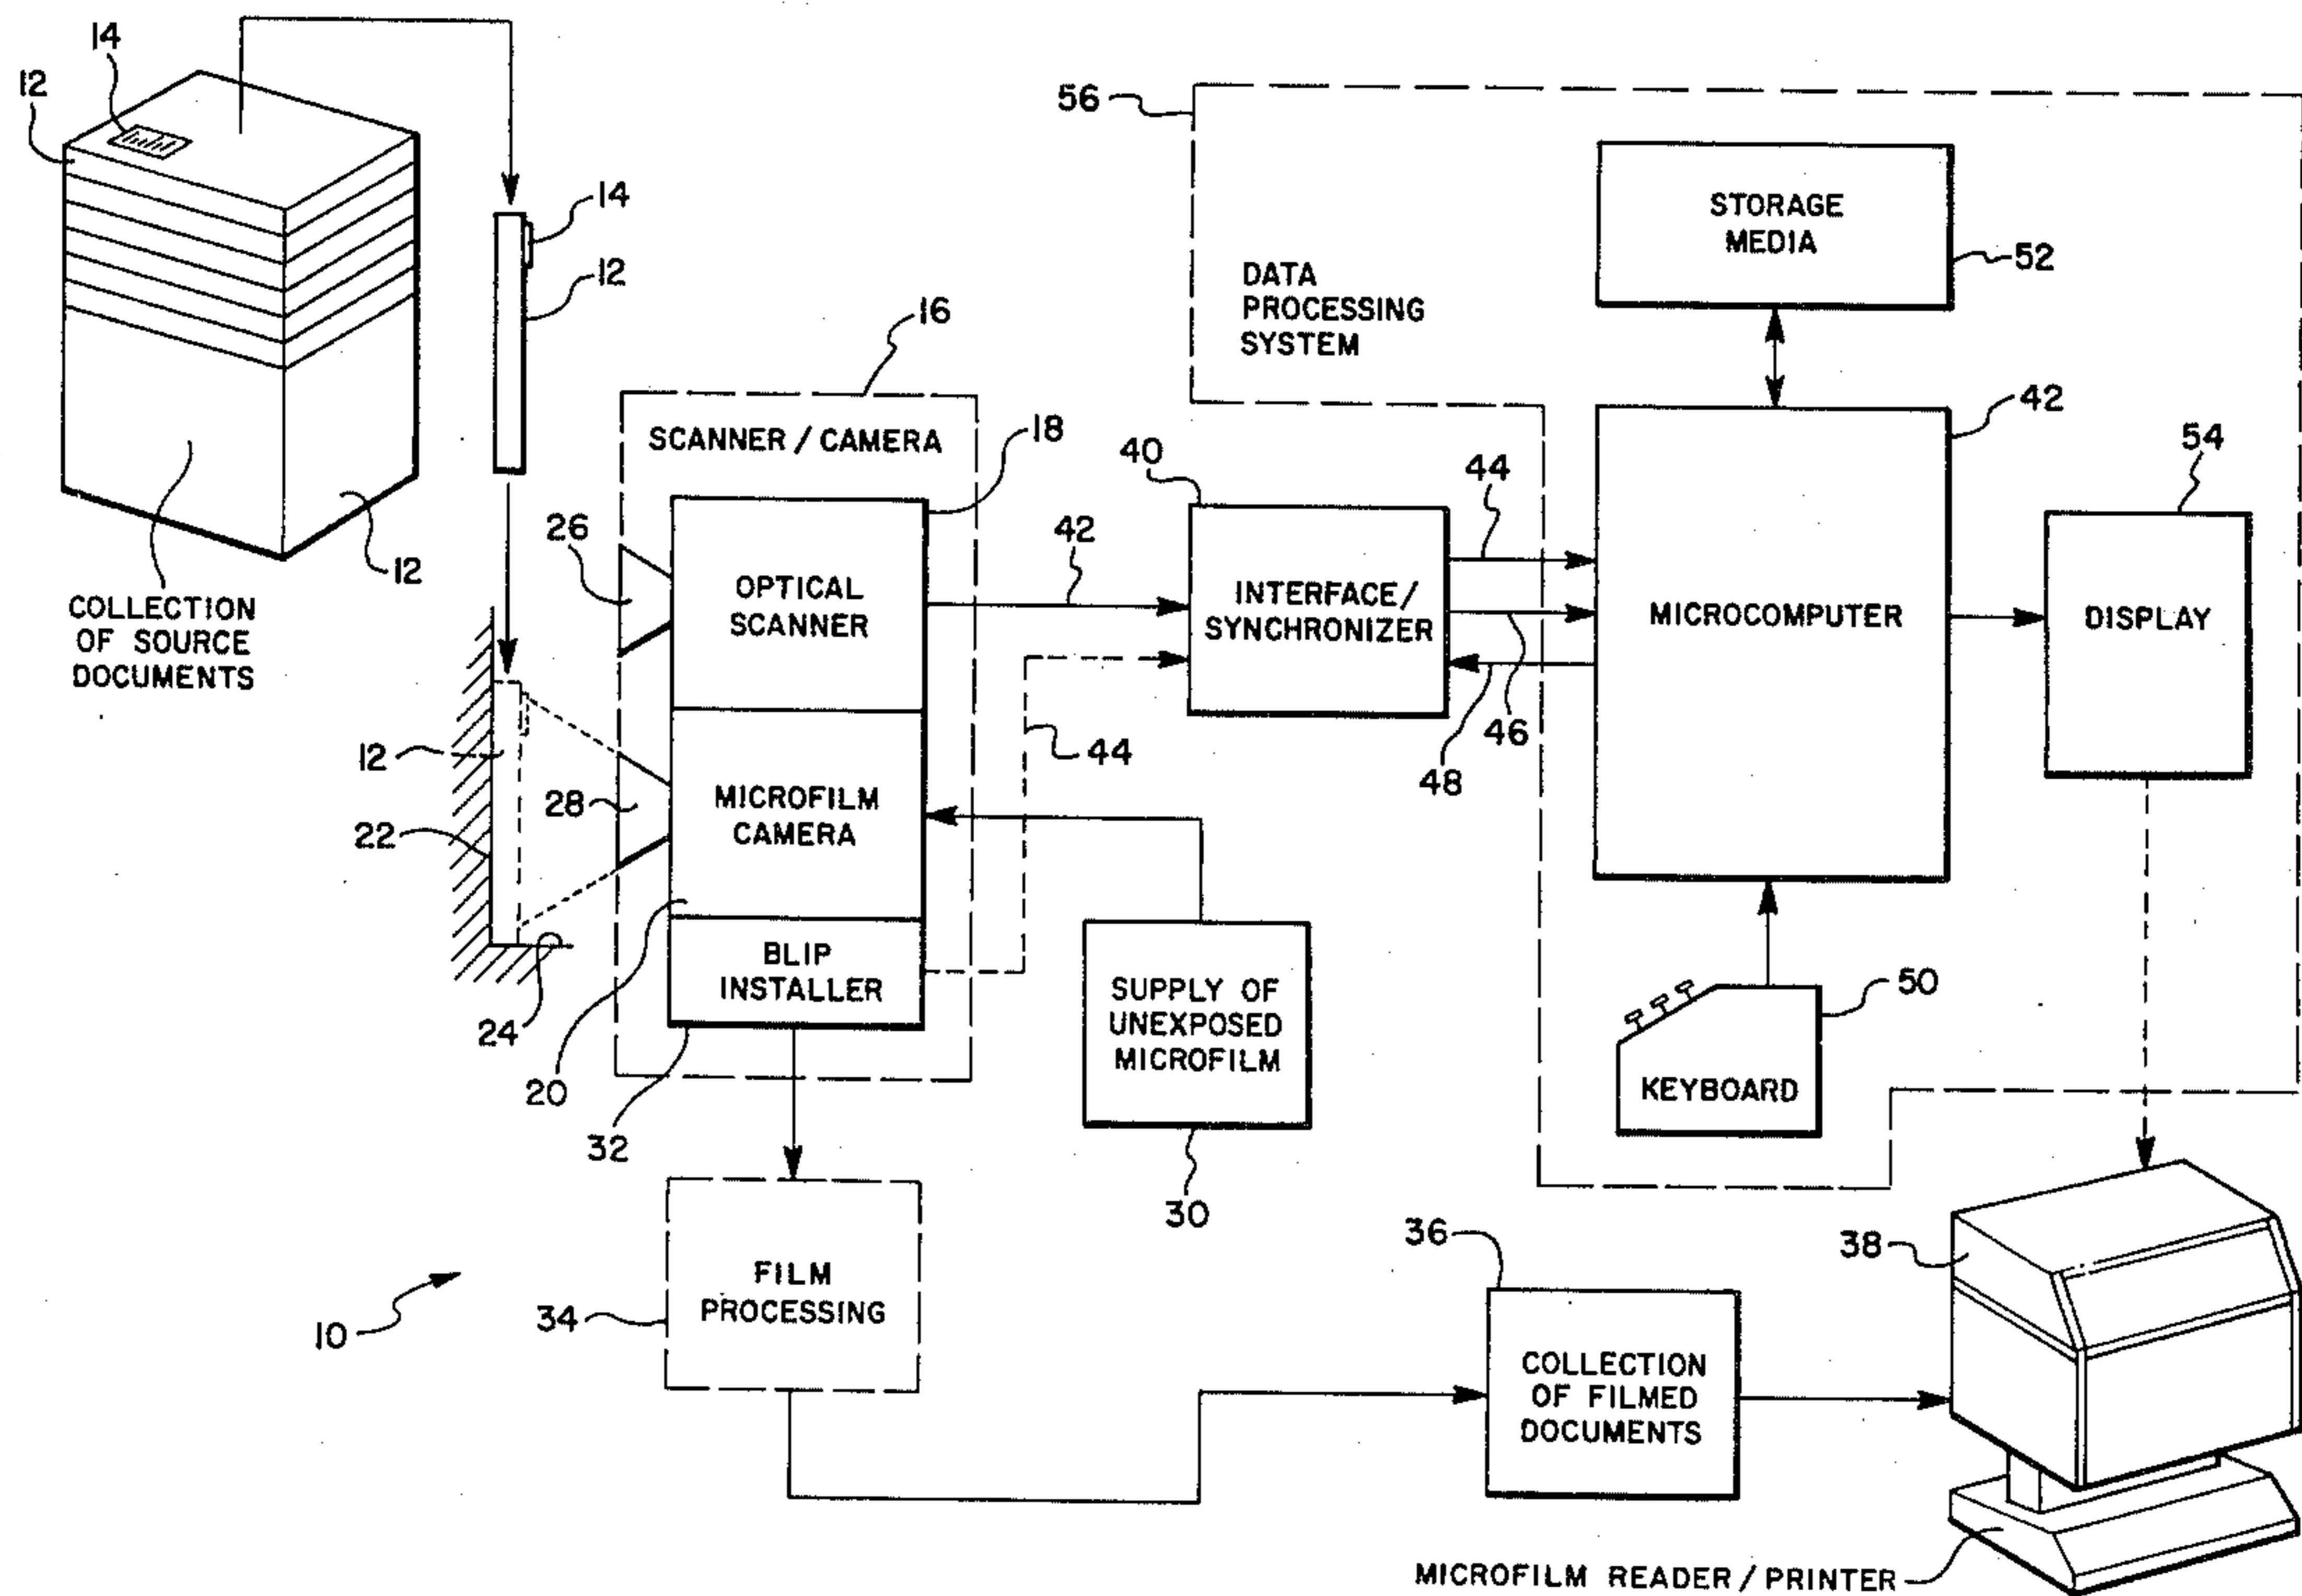 14
12
14
12
12
COLLECTION
OF SOURCE
DOCUMENTS
56
DATA
PROCESSING
SYSTEM
STORAGE
MEDIA
52
16
SCANNER / CAMERA
18
26
OPTICAL
SCANNER
42
40
INTERFACE/
SYNCHRONIZER
44
46
48
42
MICROCOMPUTER
54
DISPLAY
12
22
24
28
MICROFILM
CAMERA
44
BLIP
INSTALLER
20
32
SUPPLY OF
UNEXPOSED
MICROFILM
30
50
KEYBOARD
10
34
FILM
PROCESSING
36
COLLECTION
OF FILMED
DOCUMENTS
38
MICROFILM READER / PRINTER